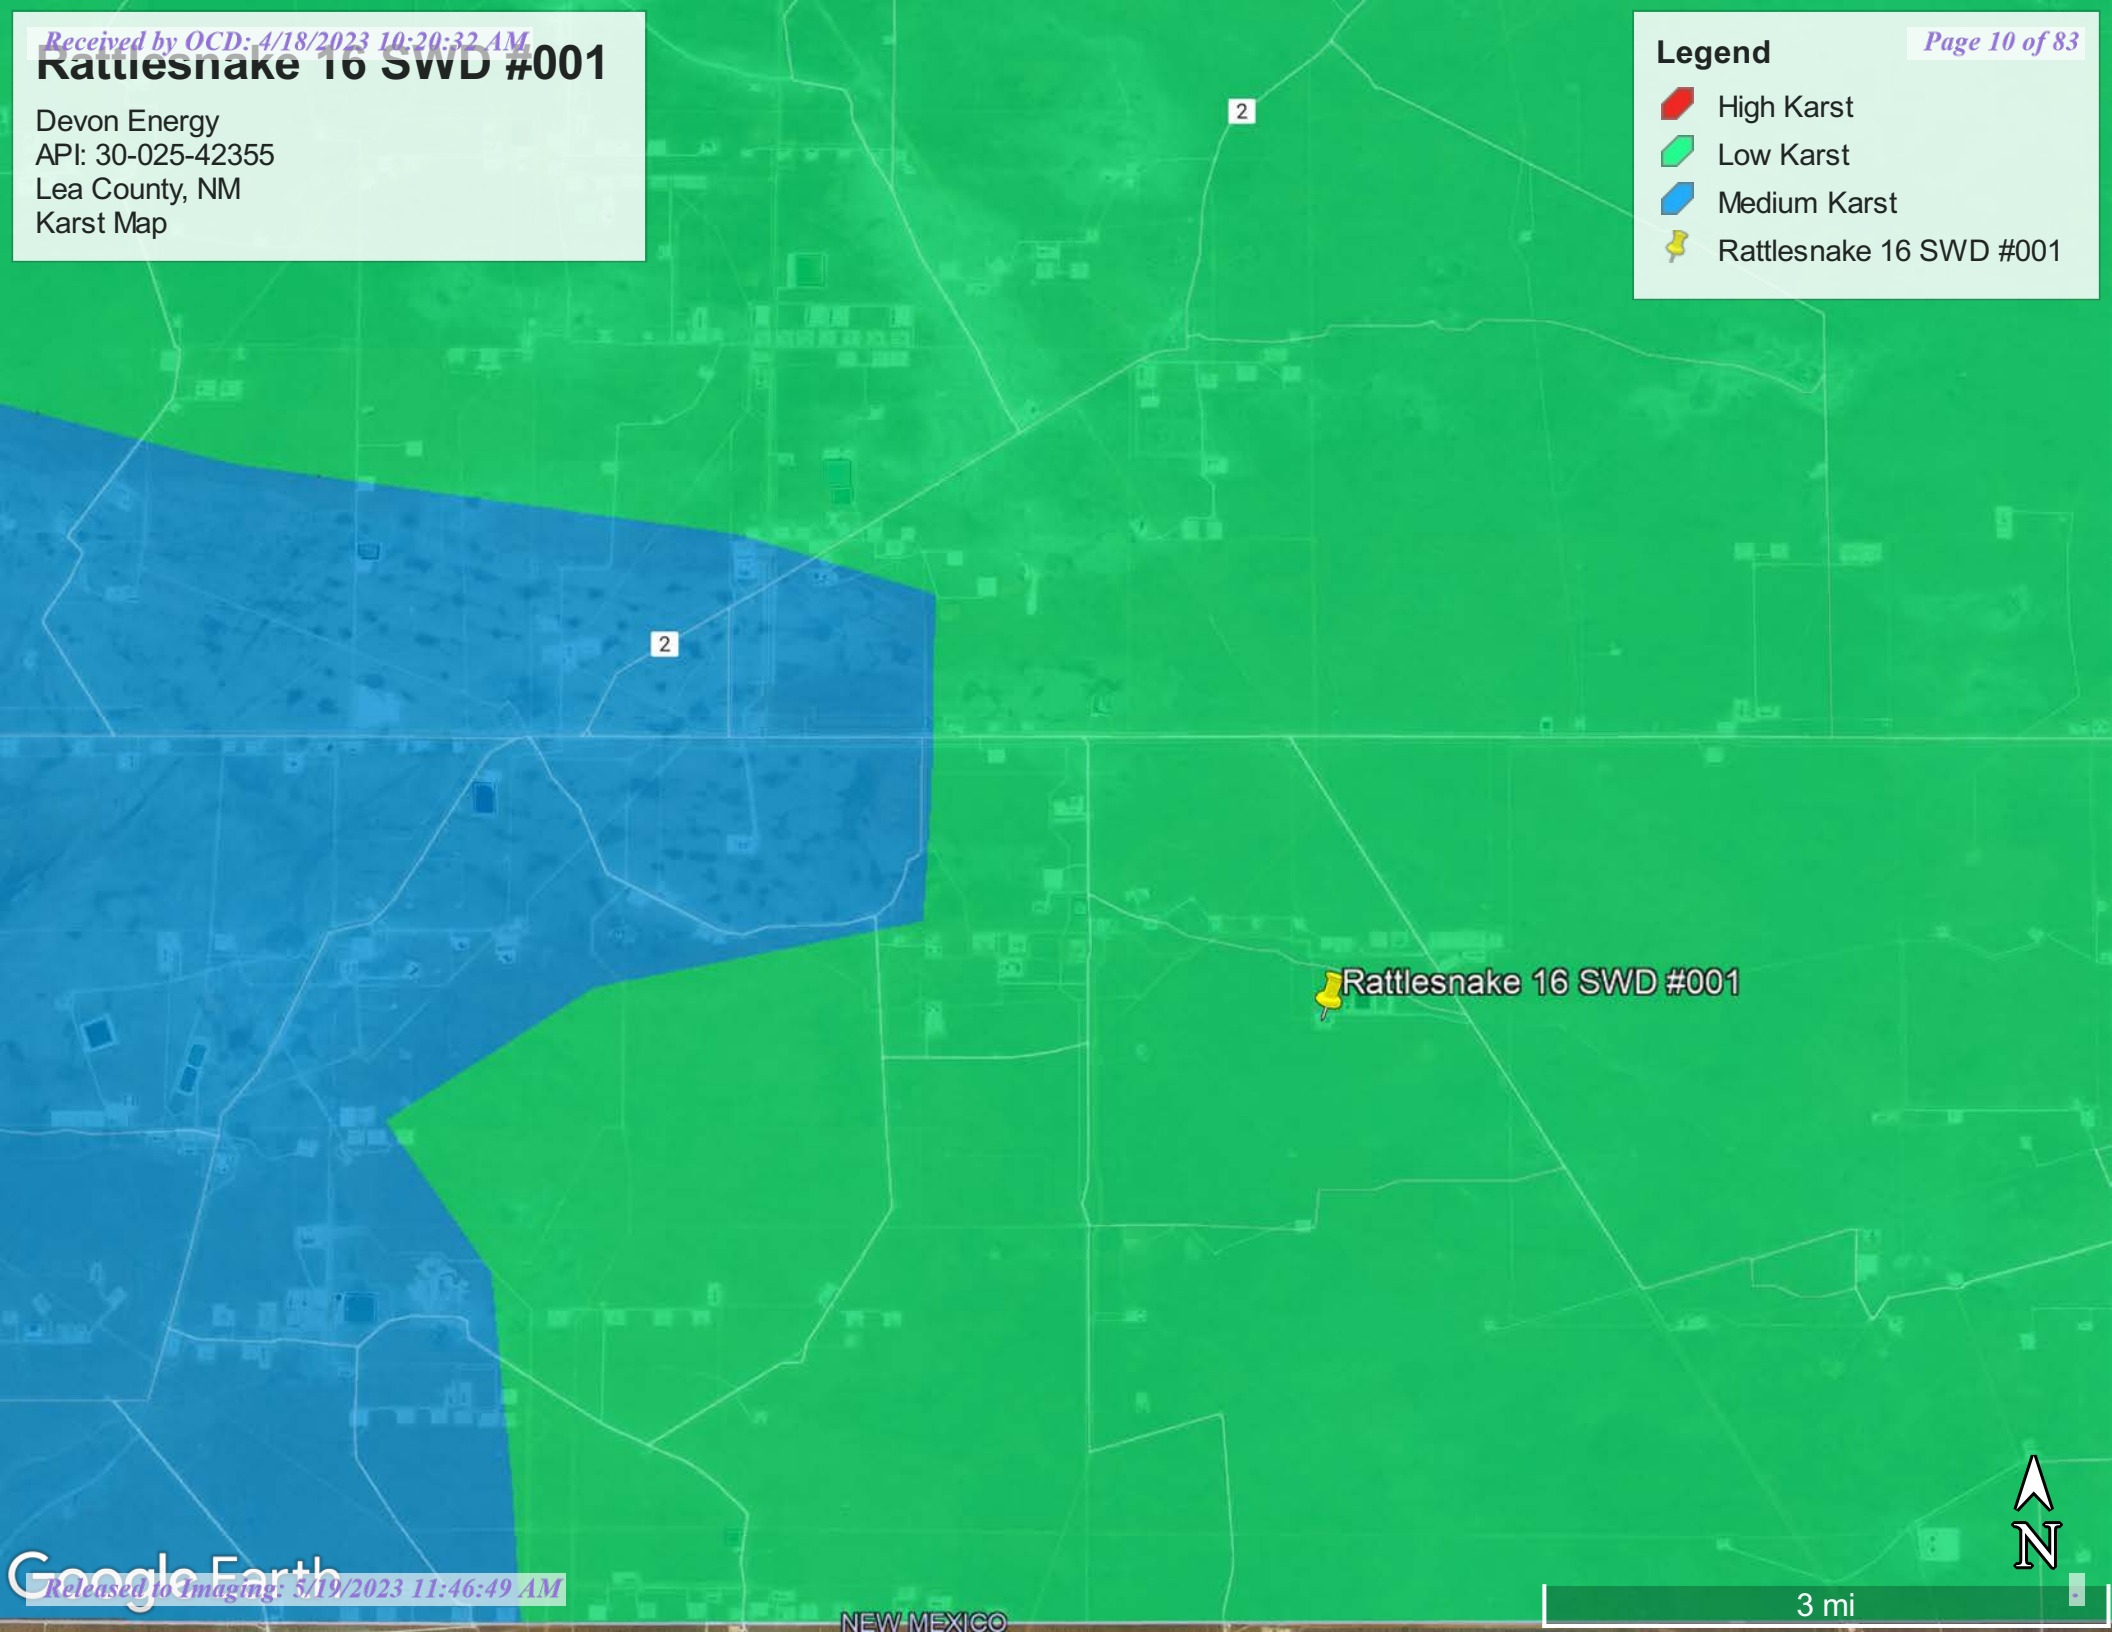 Received by OCD: 4/18/2023 10:20:32 AM
Rattlesnake 16 SWD #001
Devon Energy
API: 30-025-42355
Lea County, NM
Karst Map
Page 10 of 83
Legend
High Karst
Low Karst
Medium Karst
Rattlesnake 16 SWD #001
2
2
Rattlesnake 16 SWD #001
N
Google Earth
Released to Imaging: 5/19/2023 11:46:49 AM
3 mi
NEW MEXICO